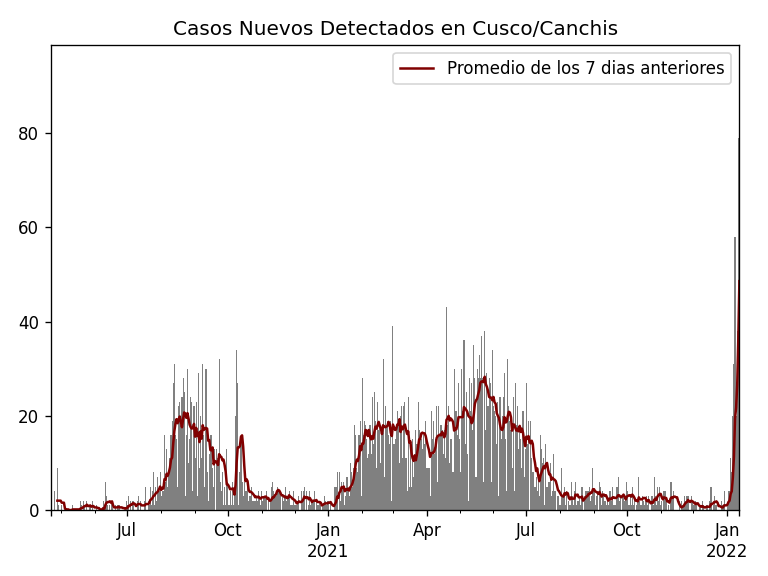 Casos Nuevos Detectados en Cusco/Canchis
Promedio de los 7 dias anteriores
80
60
40
20
0
Jul Oct Jan Apr Jul Oct Jan
2021 2022